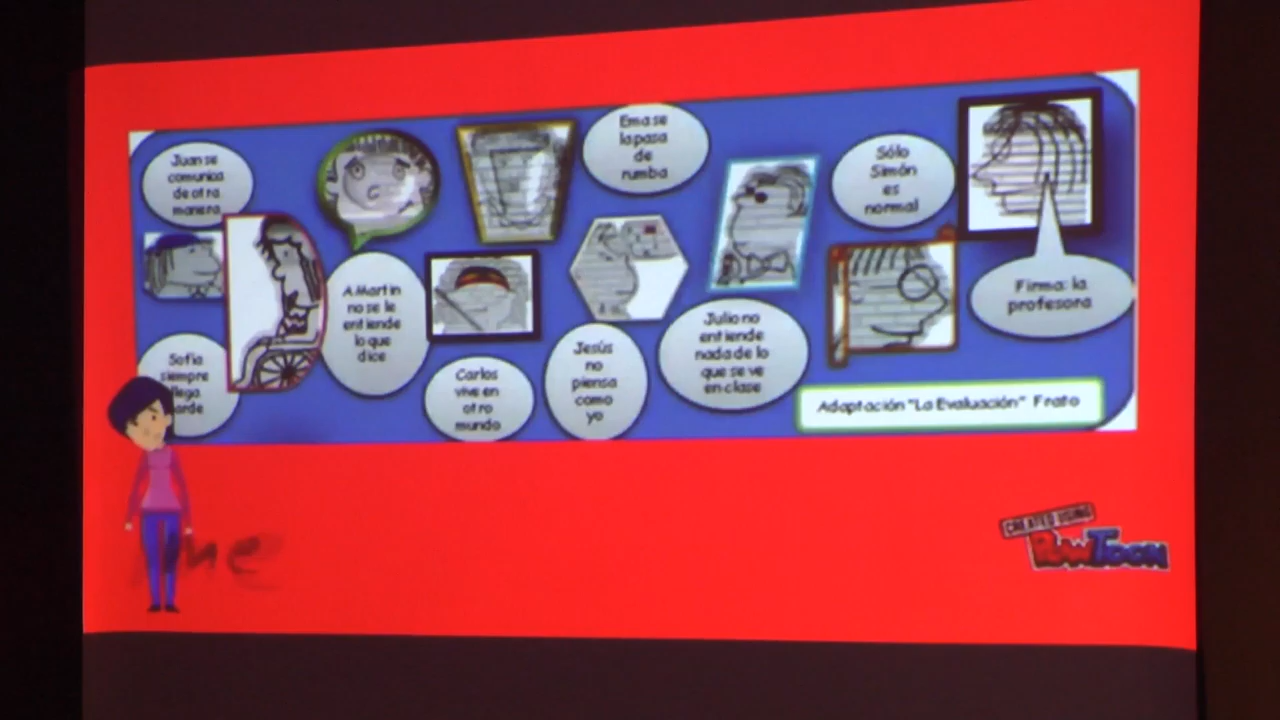 Juan se
comunica
de otra
manera
Sofía
siempre
llega
tarde
A Martin
no se le
entiende
lo que
dice
Carlos
vive en
otro
mundo
Ema se
la pasa
de
rumba
Jesús
no
piensa
como
yo
Julio no
entiende
nada de lo
que se ve
en clase
Sólo
Simón
es
normal
Firma: la
profesora
Adaptación "La Evaluación" Frato
CREATED USING
POWTOON